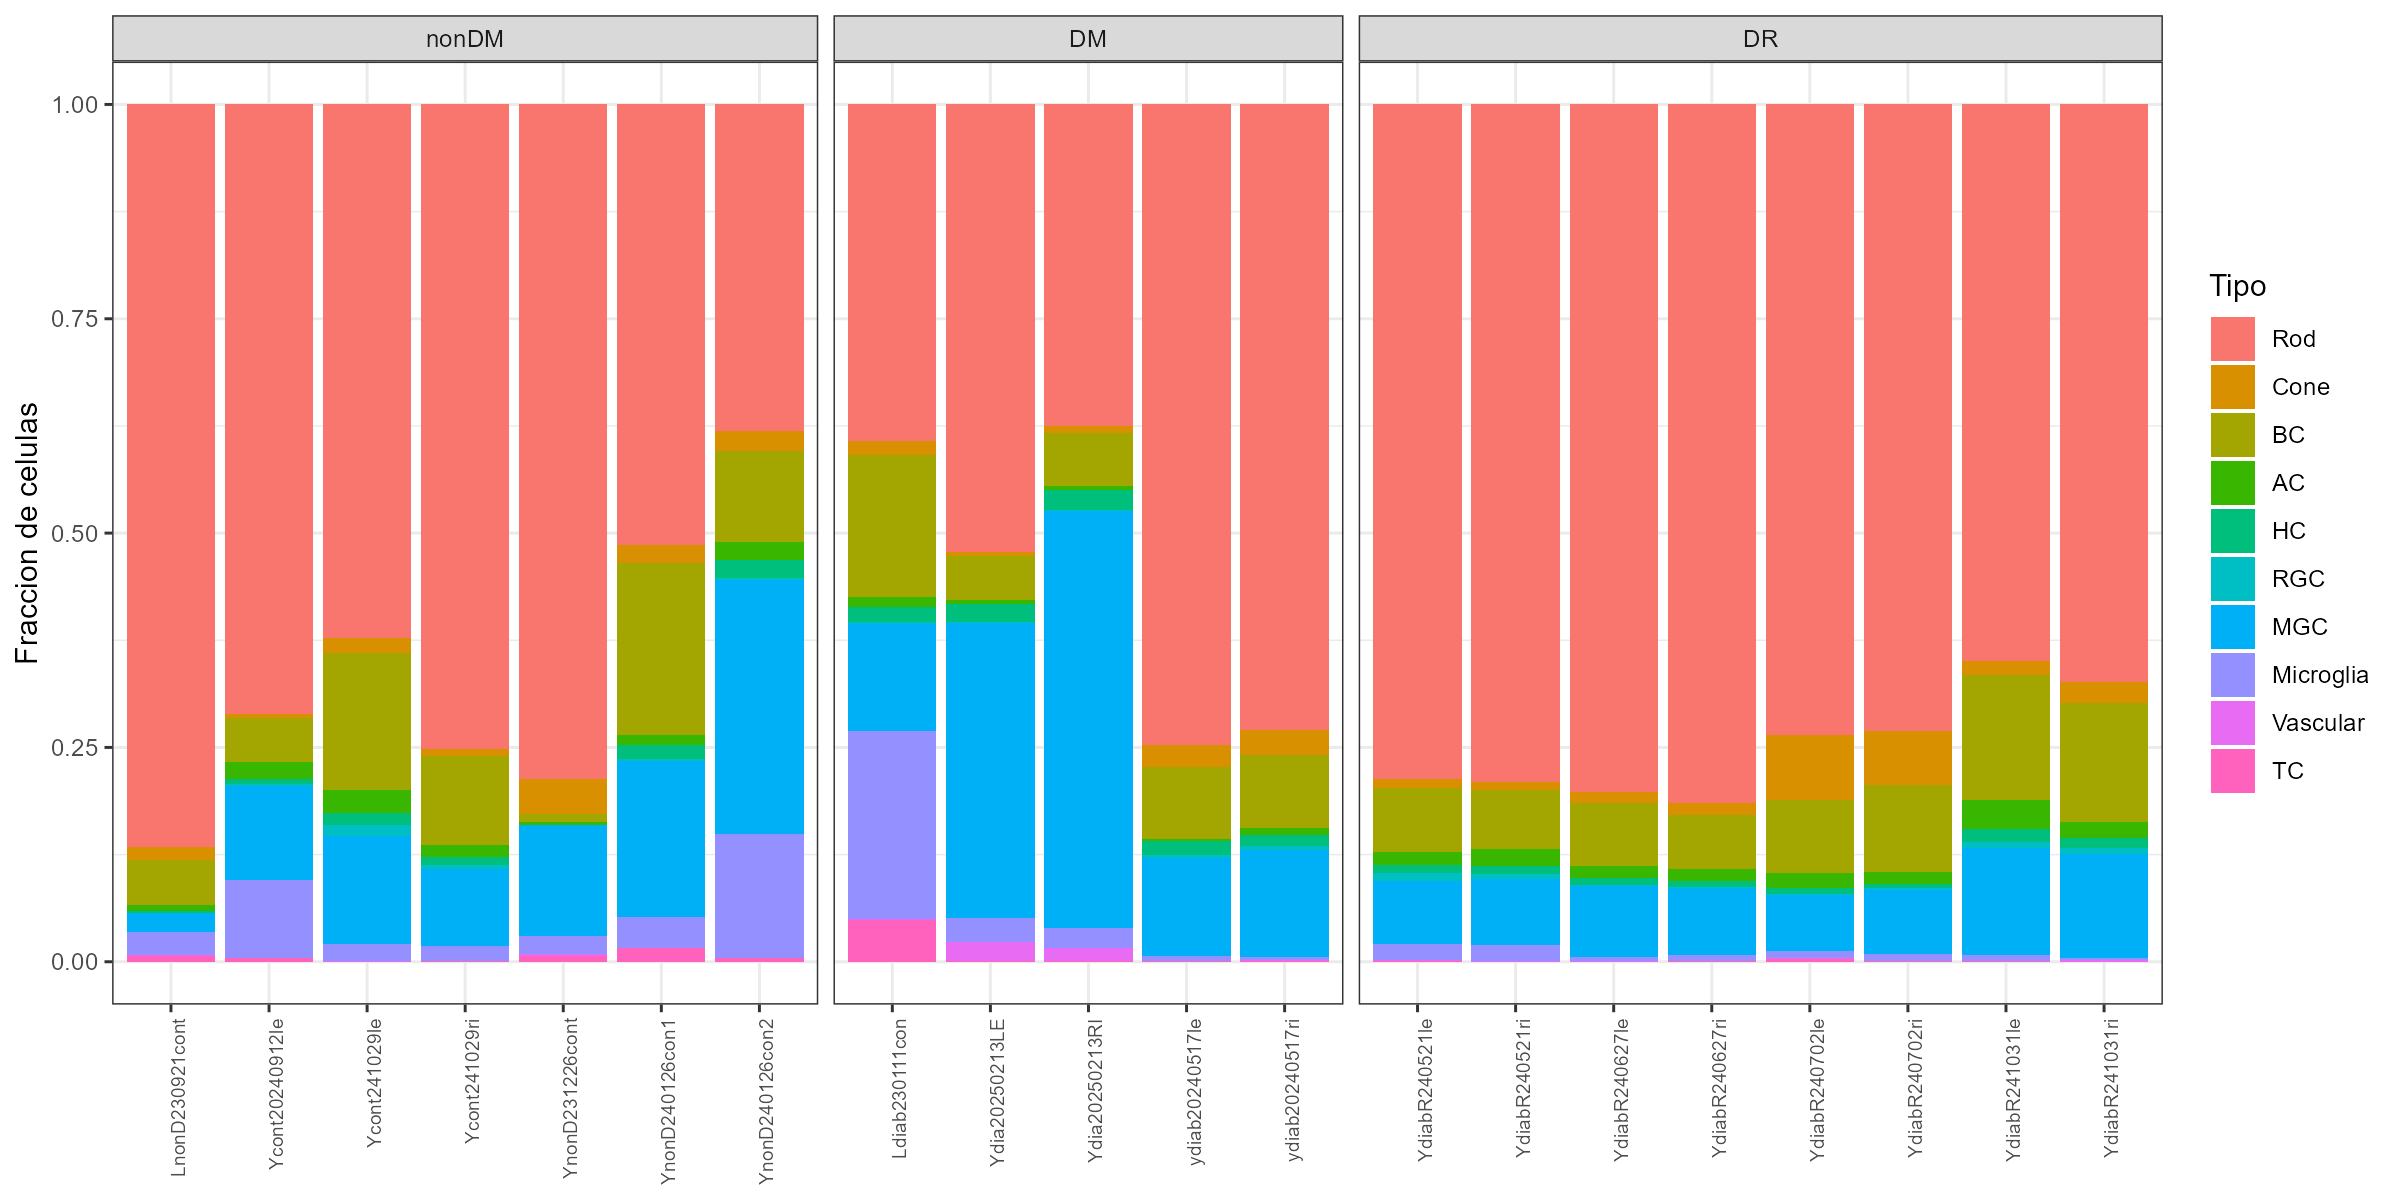 nonDM
DM
DR
1.00
0.75
0.50
0.25
0.00
Fraccion de celulas
LnonD230921cont
Ycont20240912le
Ycont241029le
Ycont241029ri
YnonD231226cont
YnonD240126con1
YnonD240126con2
Ldiab230111con
Ydia20250213LE
Ydia20250213RI
ydiab20240517le
ydiab20240517ri
YdiabR240521le
YdiabR240521ri
YdiabR240627le
YdiabR240627ri
YdiabR240702le
YdiabR240702ri
YdiabR241031le
YdiabR241031ri
Tipo
Rod
Cone
BC
AC
HC
RGC
MGC
Microglia
Vascular
TC